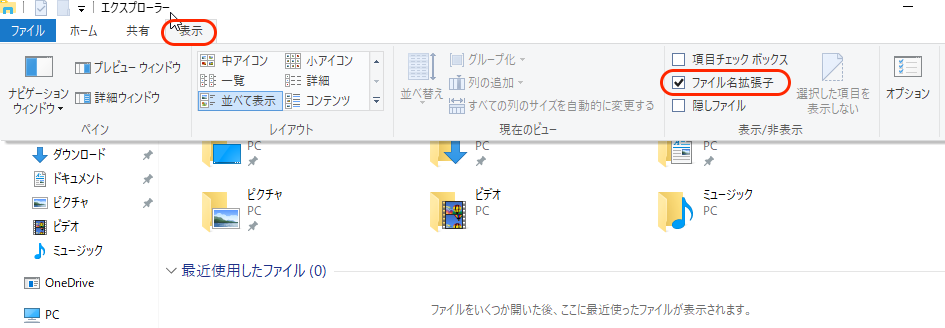 エクスプローラー
ファイル ホーム 共有 表示
ナビゲーション
ウィンドウ
プレビュー ウィンドウ
詳細ウィンドウ
ペイン
中アイコン 小アイコン
一覧 詳細
並べて表示 コンテンツ
レイアウト
並べ替え
グループ化
列の追加
すべての列のサイズを自動的に変更する
現在のビュー
項目チェック ボックス
ファイル名拡張子
隠しファイル
選択した項目を
表示しない
表示/非表示
オプション
ダウンロード
ドキュメント
ピクチャ
ビデオ
ミュージック
OneDrive
PC
PC PC PC
ピクチャ ビデオ ミュージック
PC PC PC
最近使用したファイル (0)
ファイルをいくつか開いた後、ここに最近使ったファイルが表示されます。